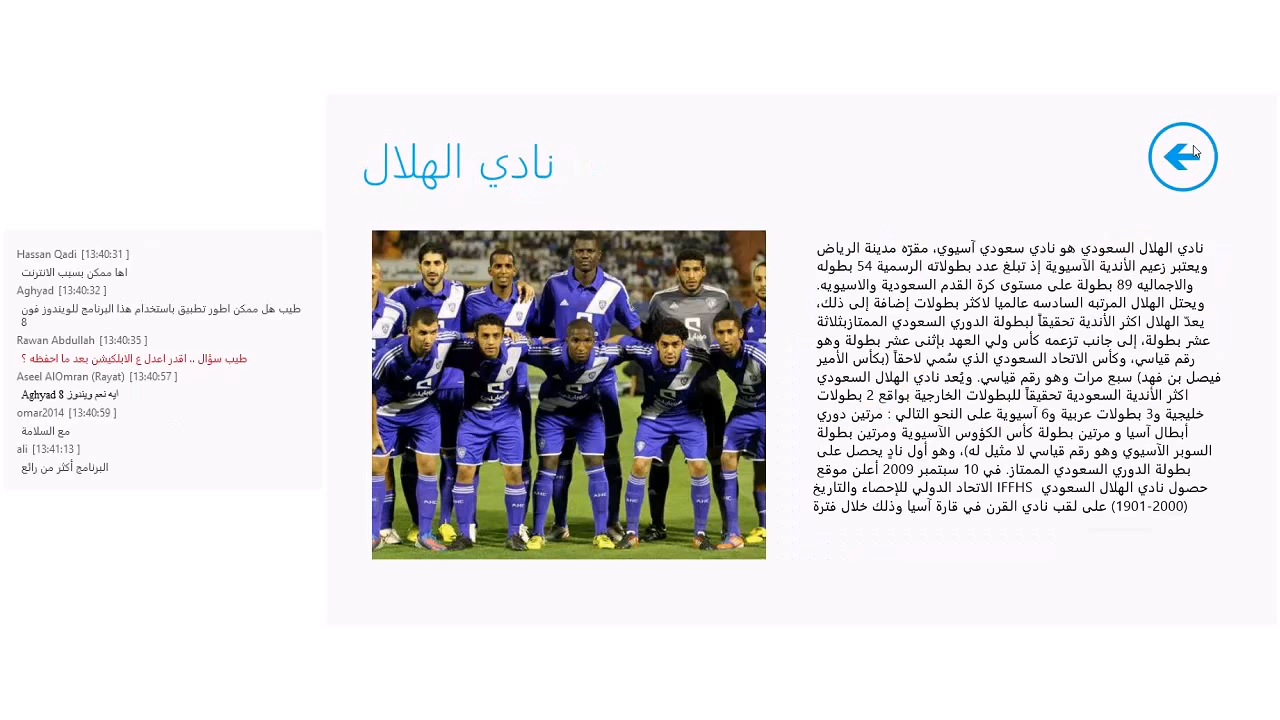 نادي الهلال
Hassan Qadi [13:40:31 ]
اها ممكن بسبب الانترنت
Aghyad [13:40:32 ]
طيب هل ممكن اطور تطبيق باستخدام هذا البرنامج للويندوز فون
8
Rawan Abdullah [13:40:35 ]
طيب سؤال .. اقدر اعدل ع الابلكيشن بعد ما احفظه ؟
Aseel AlOmran (Rayat) [13:40:57 ]
ايه نعم ويندوز 8 Aghyad
omar2014 [13:40:59 ]
مع السلامة
ali [13:41:13 ]
البرنامج أكثر من رائع
نادي الهلال السعودي هو نادي سعودي آسيوي، مقرّه مدينة الرياض
ويعتبر زعيم الأندية الآسيوية إذ تبلغ عدد بطولاته الرسمية 54 بطوله
والاجماليه 89 بطولة على مستوى كرة القدم السعودية والاسيويه.
ويحتل الهلال المرتبه السادسه عالميا لاكثر بطولات إضافة إلى ذلك،
يعدّ الهلال اكثر الأندية تحقيقاً لبطولة الدوري السعودي الممتازبثلاثة
عشر بطولة، إلى جانب تزعمه كأس ولي العهد بإثنى عشر بطولة وهو
رقم قياسي، وكأس الاتحاد السعودي الذي سُمي لاحقاً (بكأس الأمير
فيصل بن فهد) سبع مرات وهو رقم قياسي. ويُعد نادي الهلال السعودي
اكثر الأندية السعودية تحقيقاً للبطولات الخارجية بواقع 2 بطولات
خليجية و3 بطولات عربية و6 آسيوية على النحو التالي : مرتين دوري
أبطال آسيا و مرتين بطولة كأس الكؤوس الآسيوية ومرتين بطولة
السوبر الآسيوي وهو رقم قياسي لا مثيل له)، وهو أول نادٍ يحصل على
بطولة الدوري السعودي الممتاز. في 10 سبتمبر 2009 أعلن موقع
حصول نادي الهلال السعودي IFFHS الاتحاد الدولي للإحصاء والتاريخ
(1901-2000) على لقب نادي القرن في قارة آسيا وذلك خلال فترة